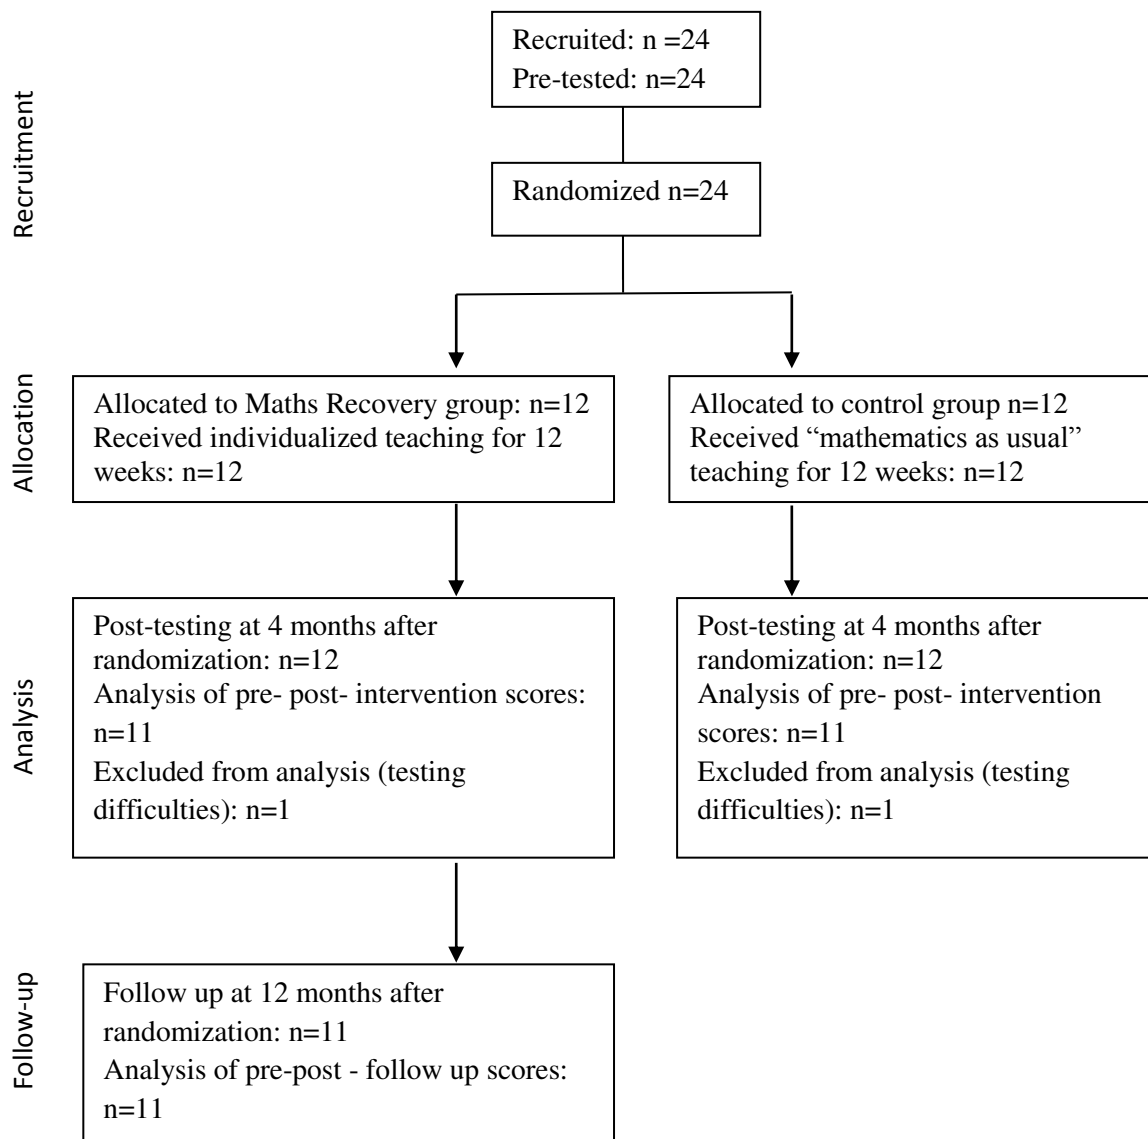 Recruitment
Recruited: n =24
Pre-tested: n=24
Randomized n=24
Allocation
Allocated to Maths Recovery group: n=12
Received individualized teaching for 12
weeks: n=12
Allocated to control group n=12
Received “mathematics as usual”
teaching for 12 weeks: n=12
Analysis
Post-testing at 4 months after
randomization: n=12
Analysis of pre- post- intervention scores:
n=11
Excluded from analysis (testing
difficulties): n=1
Post-testing at 4 months after
randomization: n=12
Analysis of pre- post- intervention
scores: n=11
Excluded from analysis (testing
difficulties): n=1
Follow-up
Follow up at 12 months after
randomization: n=11
Analysis of pre-post - follow up scores:
n=11